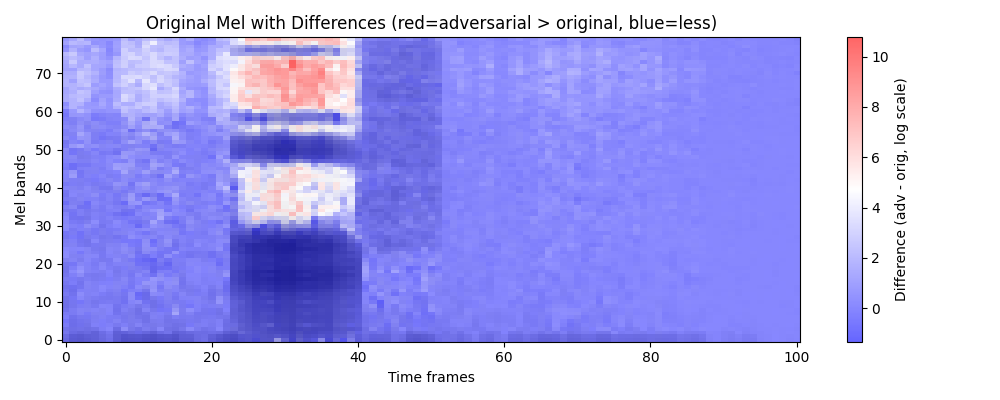 Original Mel with Differences (red=adversarial > original, blue=less)
Mel bands
70
60
50
40
30
20
10
0
0 20 40 60 80 100
Time frames
10
8
6
4
2
0
Difference (adv - orig, log scale)